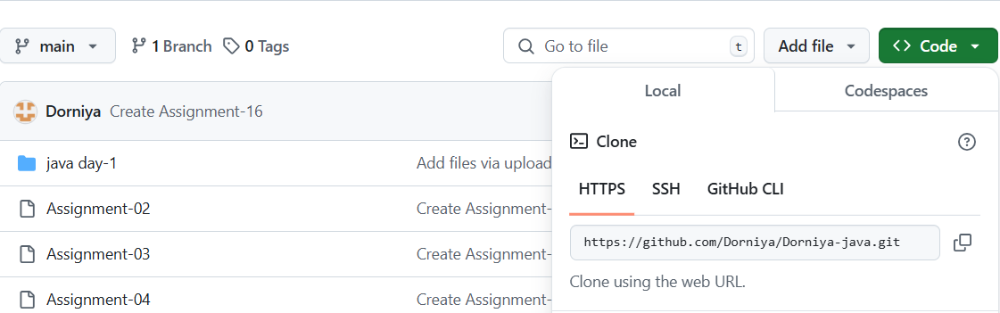 main 1 Branch 0 Tags Go to file t Add file Code
Local Codespaces
Dorniya Create Assignment-16
Clone
java day-1 Add files via upload
HTTPS SSH GitHub CLI
Assignment-02 Create Assignment-
https://github.com/Dorniya/Dorniya-java.git
Assignment-03 Create Assignment-
Clone using the web URL.
Assignment-04 Create Assignment-